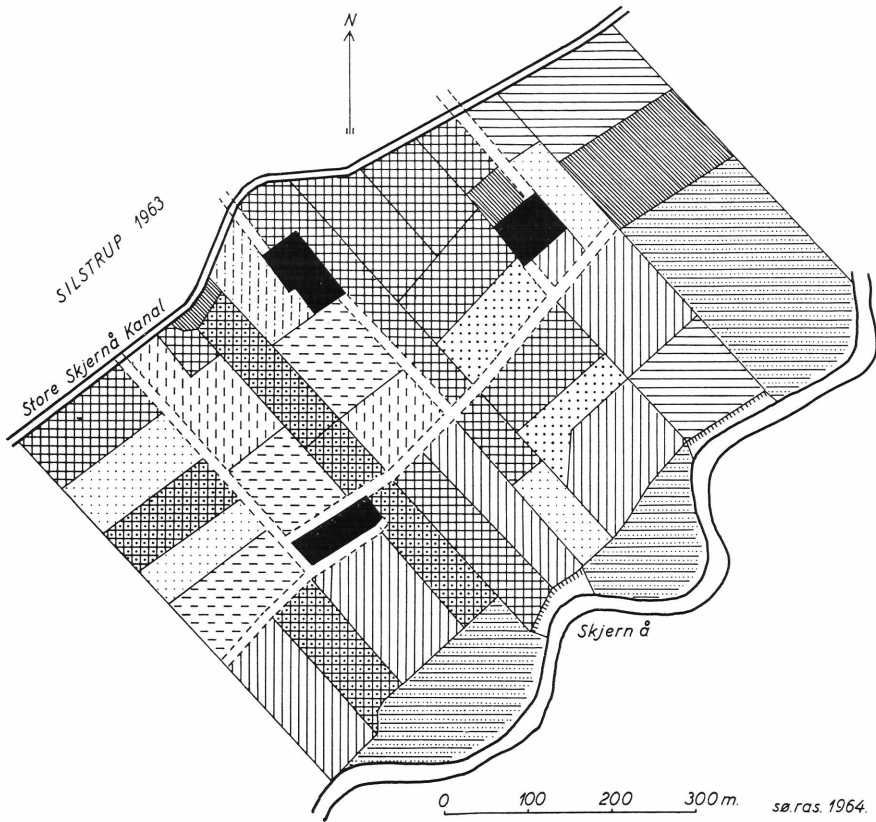 N
SILSTRUP 1963
Store Skjernå Kanal
Skjern å
0 100 200 300 m.
sø.ras. 1964.